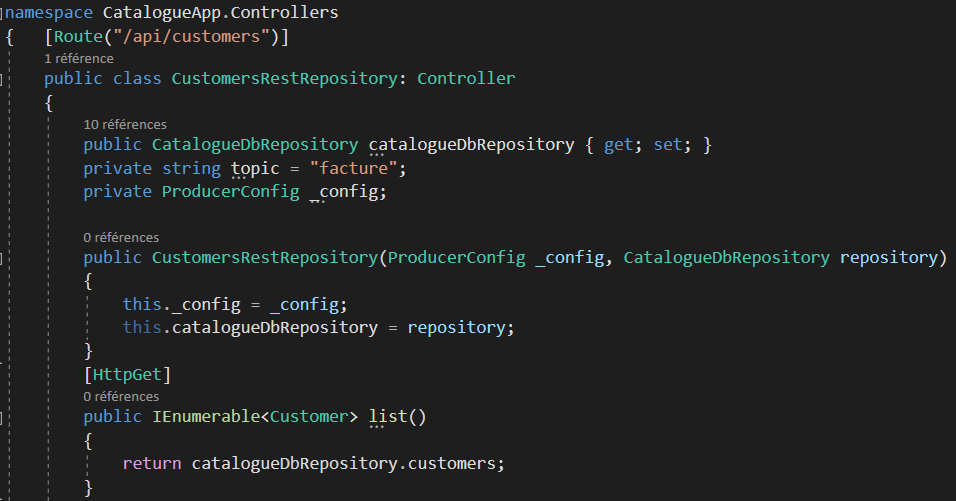 namespace CatalogueApp.Controllers
{ [Route("/api/customers")]
1 référence
public class CustomersRestRepository: Controller
{
10 références
public CatalogueDbRepository catalogueDbRepository { get; set; }
private string topic = "facture";
private ProducerConfig _config;
0 références
public CustomersRestRepository(ProducerConfig _config, CatalogueDbRepository repository)
{
this._config = _config;
this.catalogueDbRepository = repository;
}
[HttpGet]
0 références
public IEnumerable<Customer> list()
{
return catalogueDbRepository.customers;
}